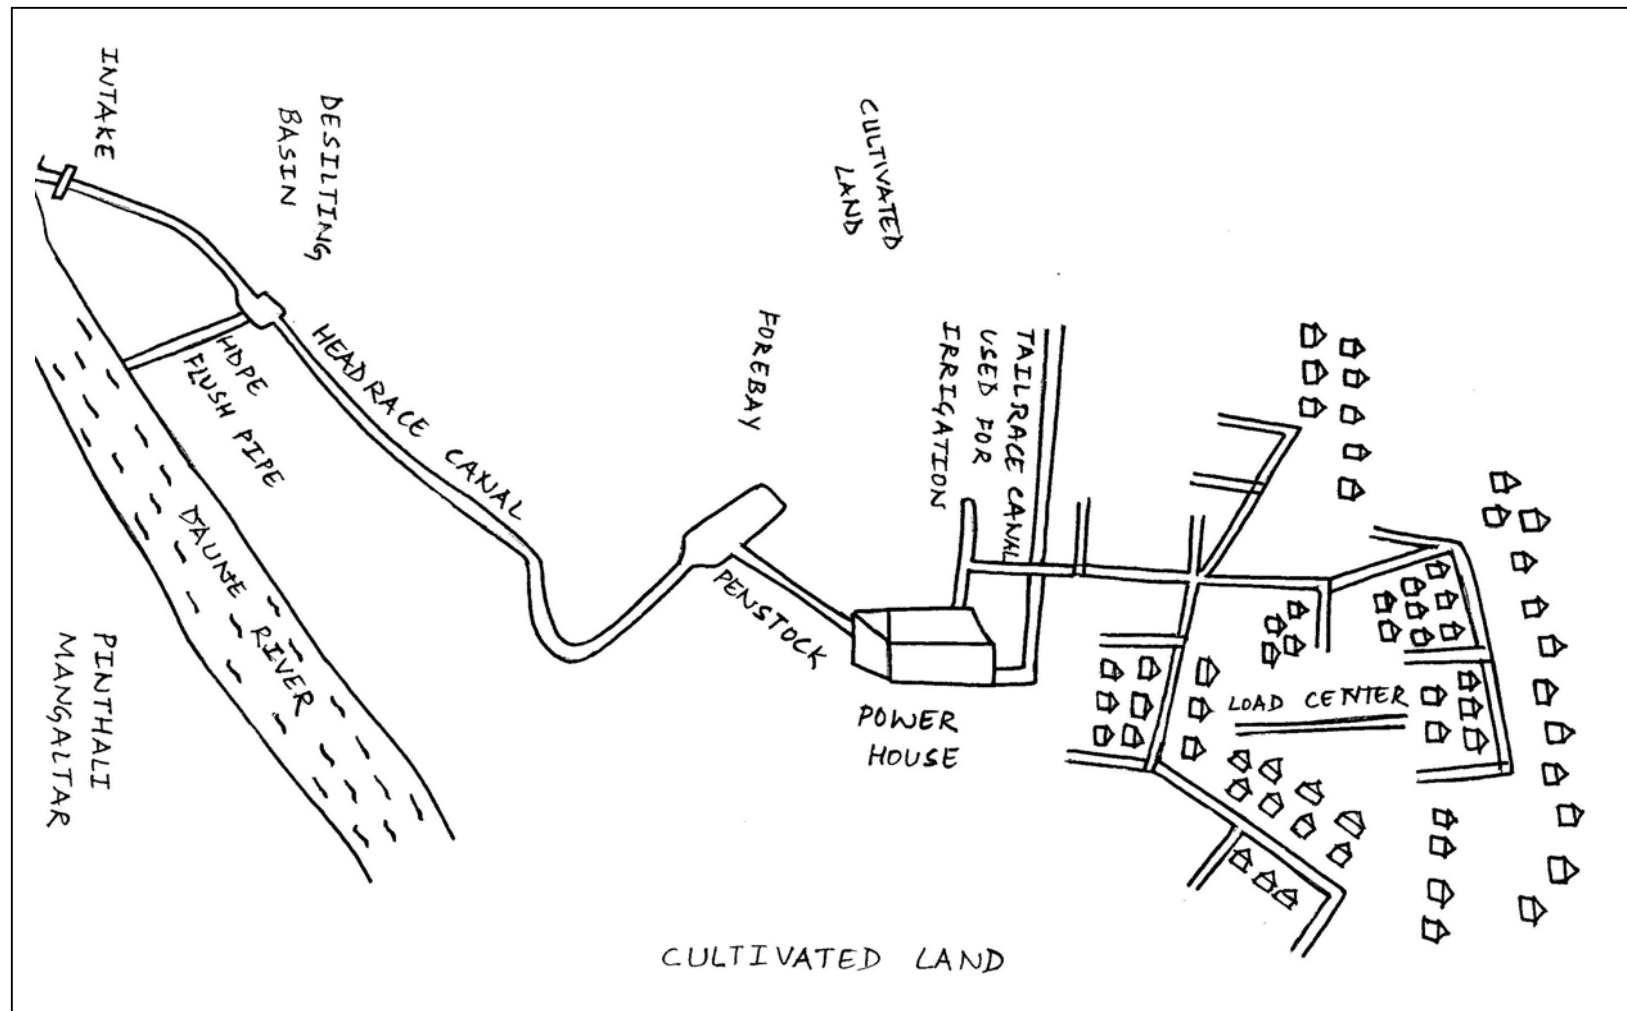 INTAKE
DESILTING
BASIN
CULTIVATED
LAND
HDPE
FLUSH PIPE
HEADRACE CANAL
FOREBAY
TAILRACE CANAL
USED FOR
IRRIGATION
DAUNE RIVER
PENSTOCK
PINTHALI
MANGALTAR
POWER
HOUSE
LOAD CENTER
CULTIVATED LAND